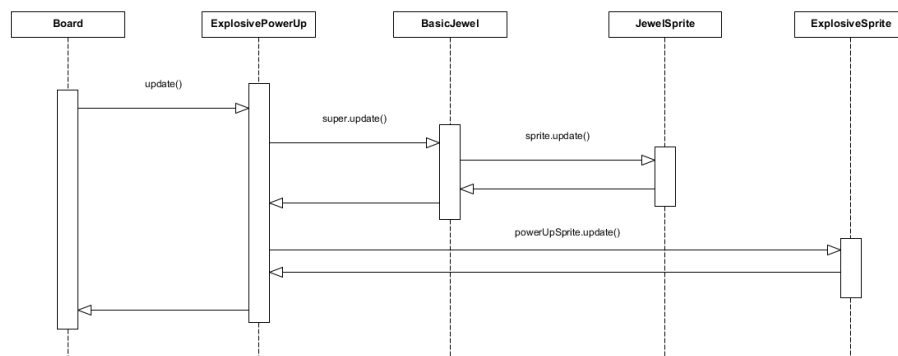 Board
ExplosivePowerUp
BasicJewel
JewelSprite
ExplosiveSprite
update()
super.update()
sprite.update()
powerUpSprite.update()